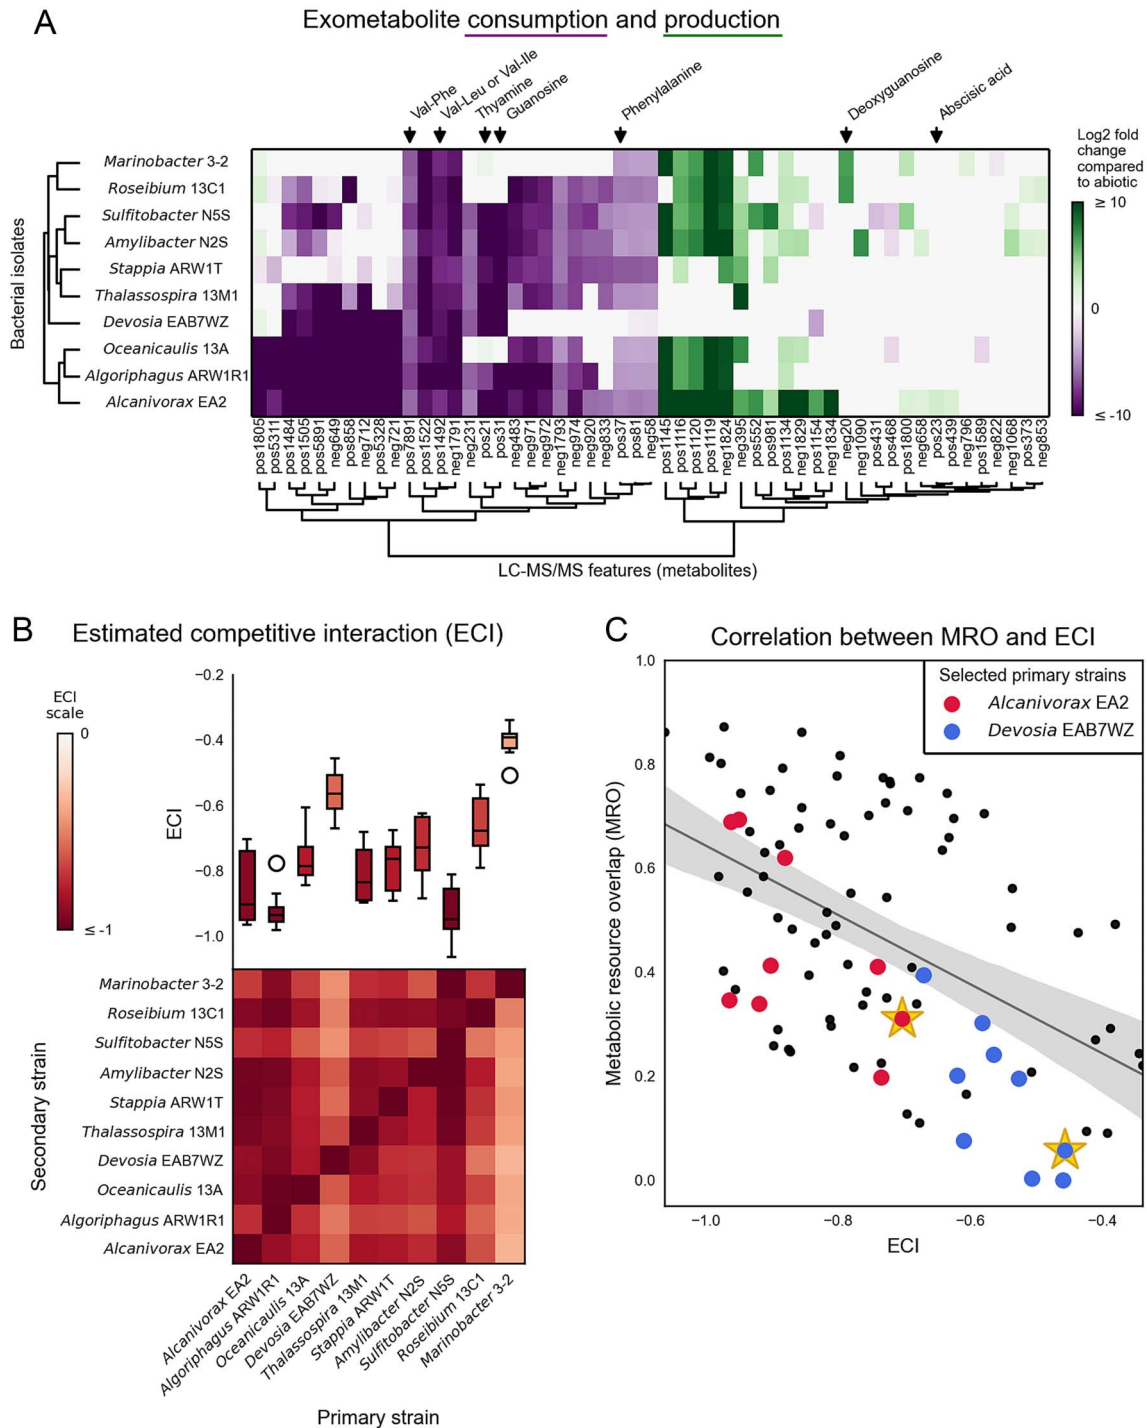 A
Exometabolite consumption and production
Val-Phe
Val-Leu or Val-Ile
Thyamine
Guanosine
Phenylalanine
Deoxyguanosine
Abscisic acid
Log2 fold
change
compared
to abiotic
≥ 10
0
≤ -10
Bacterial isolates
Marinobacter 3-2
Roseibium 13C1
Sulfitobacter N5S
Amylibacter N2S
Stappia ARW1T
Thalassospira 13M1
Devosia EAB7WZ
Oceanicaulis 13A
Algoriphagus ARW1R1
Alcanivorax EA2
pos1805
pos5311
pos1484
pos1505
pos5891
neg649
pos858
neg712
pos5328
neg721
pos7891
pos1522
pos1492
neg1791
neg231
pos21
pos31
neg483
neg971
neg972
neg1793
neg974
neg920
neg833
pos37
pos81
neg58
pos1145
pos1116
neg1120
pos1119
neg1824
neg395
pos552
pos981
pos1134
neg1829
pos1154
neg1834
neg20
neg1090
pos431
pos468
pos1800
neg658
pos23
pos439
neg796
pos1589
neg822
neg1068
pos373
neg853
LC-MS/MS features (metabolites)
B
Estimated competitive interaction (ECI)
ECI
scale
0
≤ -1
ECI
−0.2
−0.4
−0.6
−0.8
−1.0
Secondary strain
Marinobacter 3-2
Roseibium 13C1
Sulfitobacter N5S
Amylibacter N2S
Stappia ARW1T
Thalassospira 13M1
Devosia EAB7WZ
Oceanicaulis 13A
Algoriphagus ARW1R1
Alcanivorax EA2
Alcanivorax EA2
Algoriphagus ARW1R1
Oceanicaulis 13A
Devosia EAB7WZ
Thalassospira 13M1
Stappia ARW1T
Amylibacter N2S
Sulfitobacter N5S
Roseibium 13C1
Marinobacter 3-2
Primary strain
C
Correlation between MRO and ECI
Selected primary strains
Alcanivorax EA2
Devosia EAB7WZ
Metabolic resource overlap (MRO)
1.0
0.8
0.6
0.4
0.2
0.0
−1.0
−0.8
−0.6
−0.4
ECI